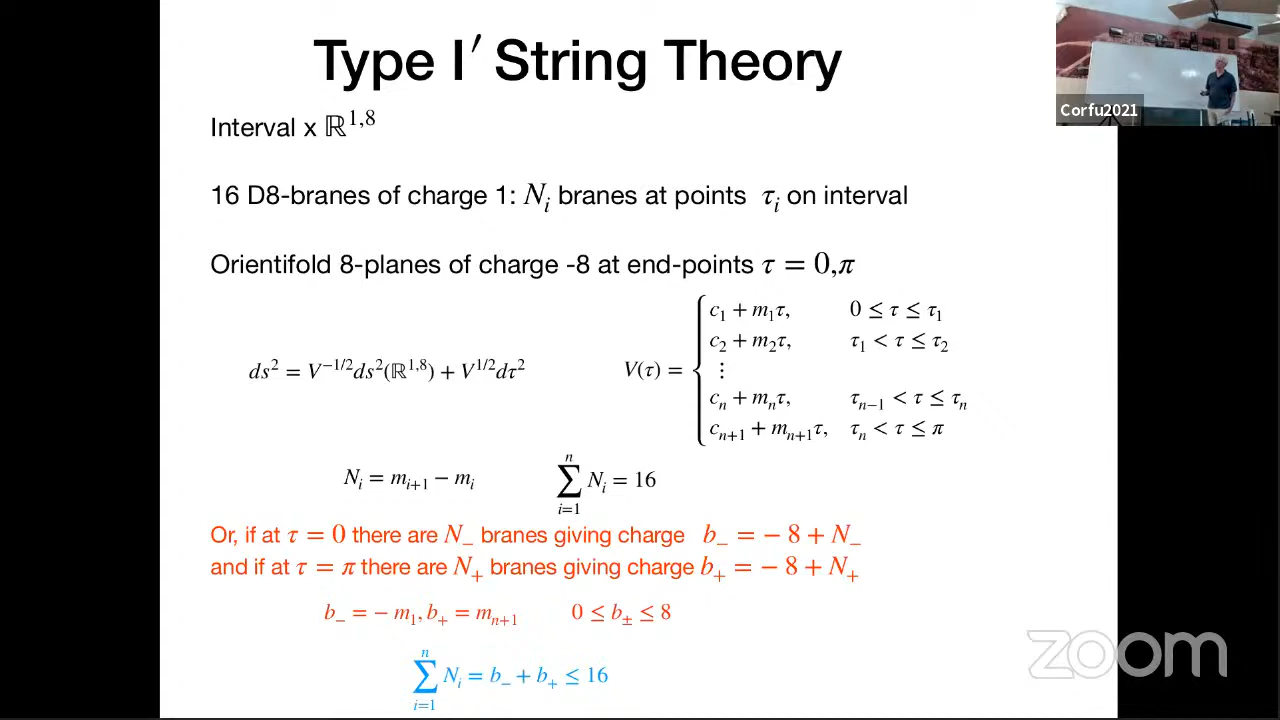 Type I′ String Theory
Corfu2021
Interval x ℝ^{1,8}
16 D8-branes of charge 1: N_i branes at points τ_i on interval
Orientifold 8-planes of charge -8 at end-points τ = 0,π
ds² = V^{-1/2}ds²(ℝ^{1,8}) + V^{1/2}dτ²
V(τ) = {
c_1 + m_1τ, 0 ≤ τ ≤ τ_1
c_2 + m_2τ, τ_1 < τ ≤ τ_2
⋮
c_n + m_nτ, τ_{n−1} < τ ≤ τ_n
c_{n+1} + m_{n+1}τ, τ_n < τ ≤ π
N_i = m_{i+1} − m_i ∑_{i=1}^{n} N_i = 16
Or, if at τ = 0 there are N_− branes giving charge b_− = − 8 + N_−
and if at τ = π there are N_+ branes giving charge b_+ = − 8 + N_+
b_− = − m_1, b_+ = m_{n+1} 0 ≤ b_± ≤ 8
∑_{i=1}^{n} N_i = b_− + b_+ ≤ 16
zoom